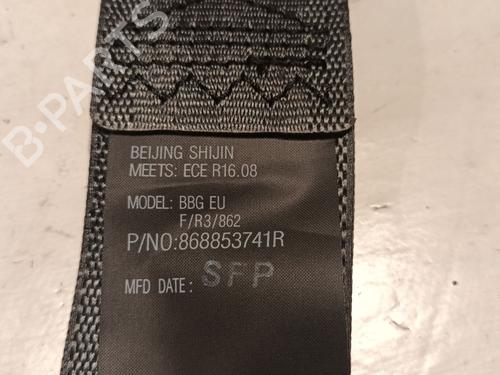 B-PARTS
BEIJING SHIJIN
MEETS: ECE R16.08
MODEL: BBG EU
F/R3/862
P/NO:868853741R
MFD DATE: SFP